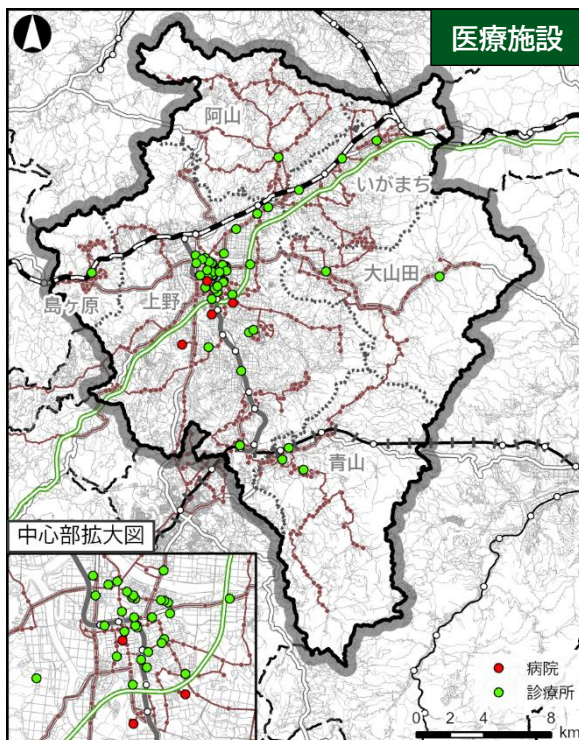 医療施設
阿山
いがまち
大山田
島ヶ原
上野
青山
中心部拡大図
病院
診療所
0 2 4 6 8
km